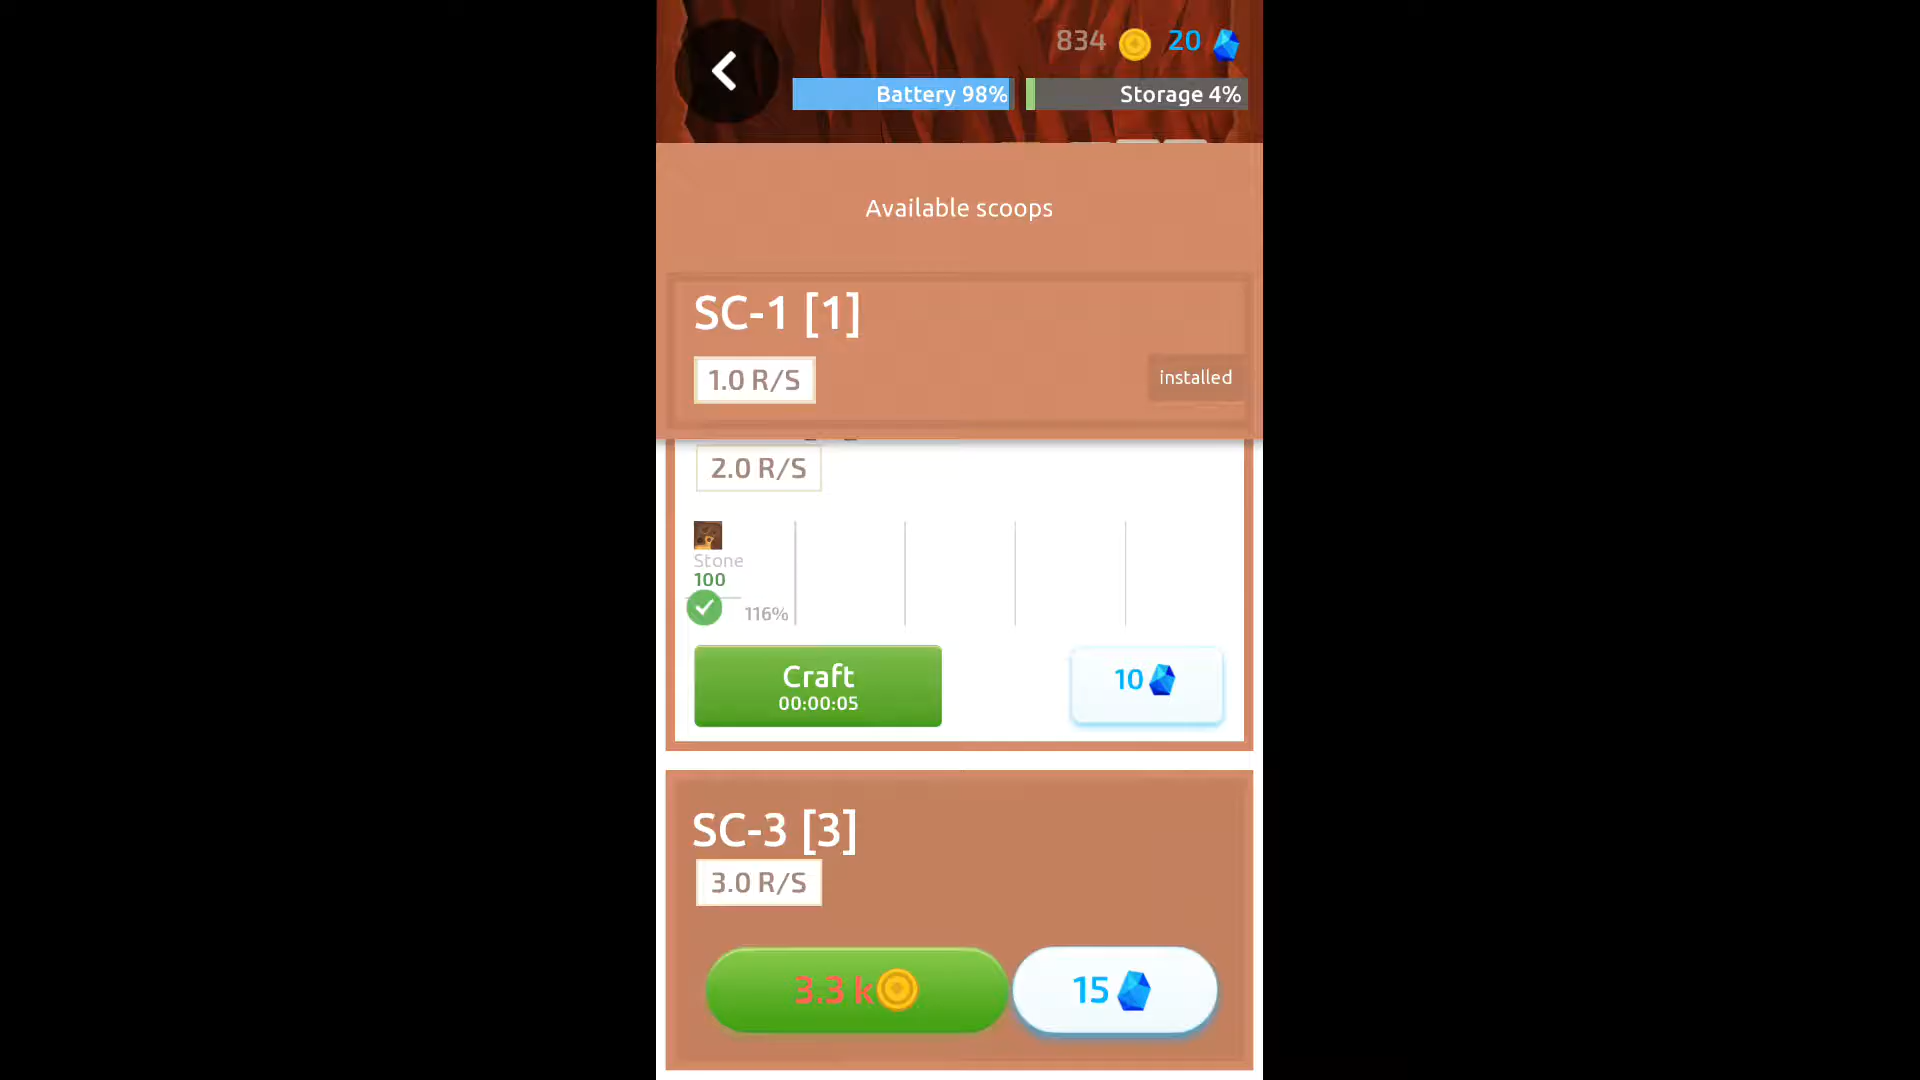 834
20
Battery 98%
Storage 4%
Available scoops
SC-1 [1]
1.0 R/S
installed
2.0 R/S
Stone
100
116%
Craft
00:00:05
10
SC-3 [3]
3.0 R/S
3.3 k
15